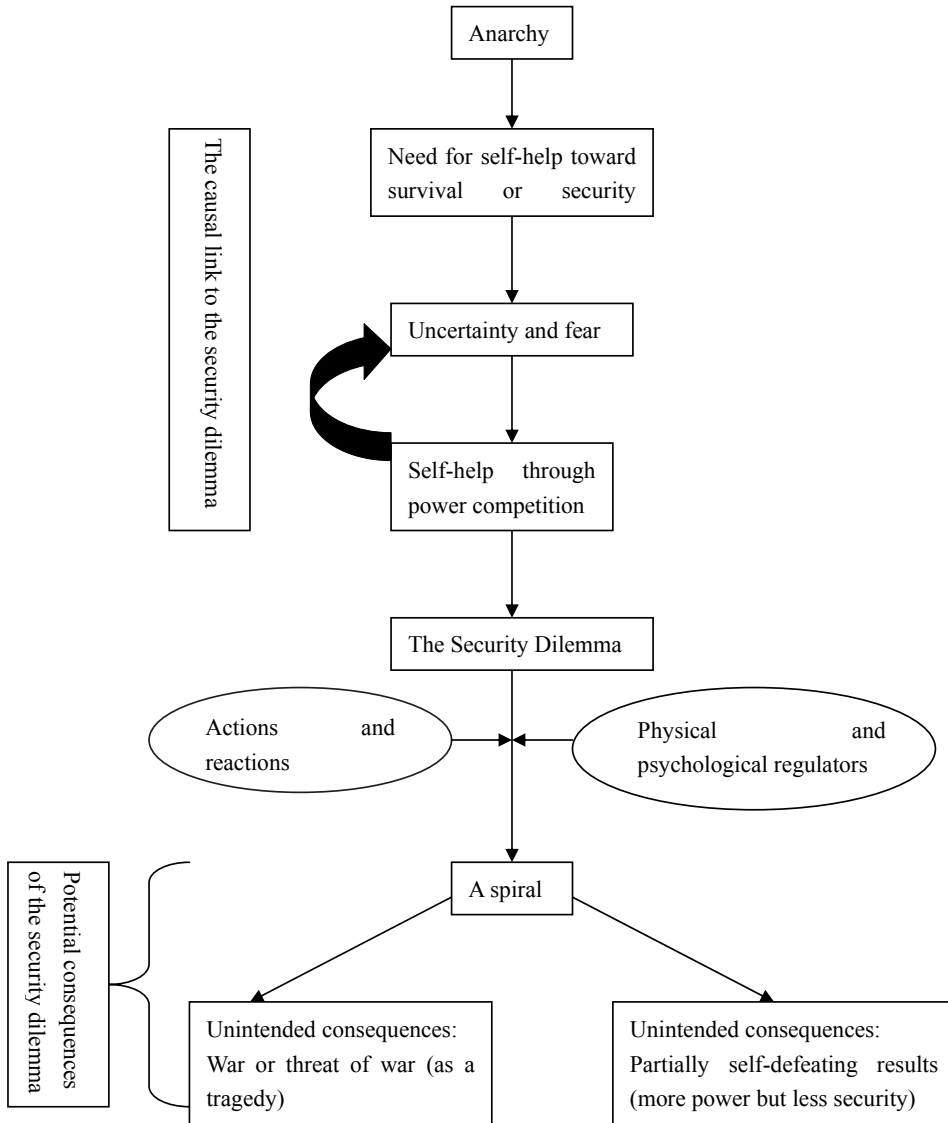 Anarchy
The causal link to the security dilemma
Need for self-help toward
survival or security
Uncertainty and fear
Self-help through
power competition
The Security Dilemma
Actions and
reactions
Physical and
psychological regulators
Potential consequences
of the security dilemma
A spiral
Unintended consequences:
War or threat of war (as a
tragedy)
Unintended consequences:
Partially self-defeating results
(more power but less security)